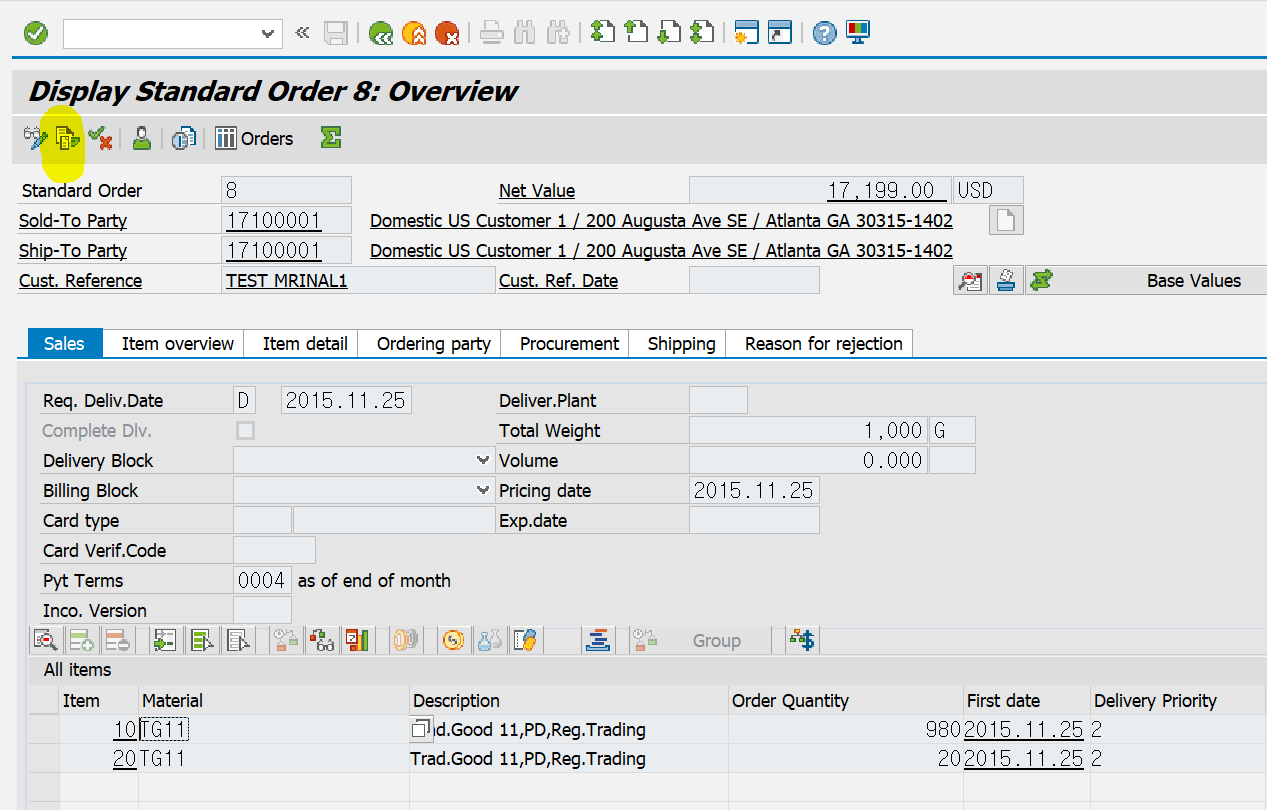 Display Standard Order 8: Overview
Orders
Standard Order 8 Net Value 17,199.00 USD
Sold-To Party 17100001 Domestic US Customer 1 / 200 Augusta Ave SE / Atlanta GA 30315-1402
Ship-To Party 17100001 Domestic US Customer 1 / 200 Augusta Ave SE / Atlanta GA 30315-1402
Cust. Reference TEST MRINAL1 Cust. Ref. Date Base Values
Sales Item overview Item detail Ordering party Procurement Shipping Reason for rejection
Req. Deliv.Date D 2015.11.25 Deliver.Plant
Complete Dlv. Total Weight 1,000 G
Delivery Block Volume 0.000
Billing Block Pricing date 2015.11.25
Card type Exp.date
Card Verif.Code
Pyt Terms 0004 as of end of month
Inco. Version
Group
All items
Item Material Description Order Quantity First date Delivery Priority
10 TG11 d.Good 11,PD,Reg.Trading 980 2015.11.25 2
20 TG11 Trad.Good 11,PD,Reg.Trading 20 2015.11.25 2